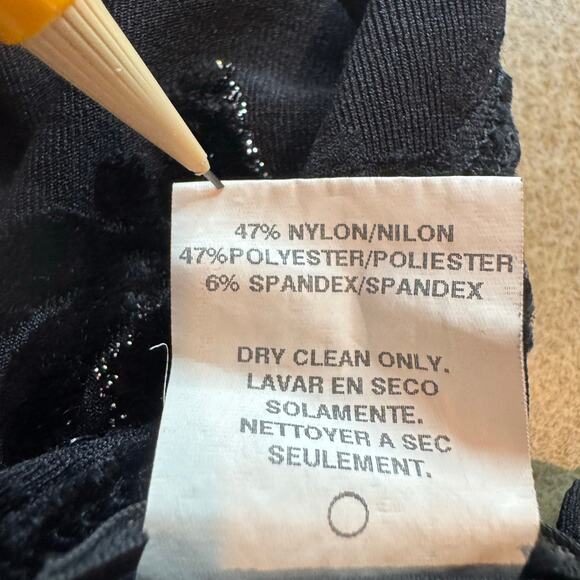 47% NYLON/NILON
47%POLYESTER/POLIESTER
6% SPANDEX/SPANDEX
DRY CLEAN ONLY.
LAVAR EN SECO
SOLAMENTE.
NETTOYER A SEC
SEULEMENT.